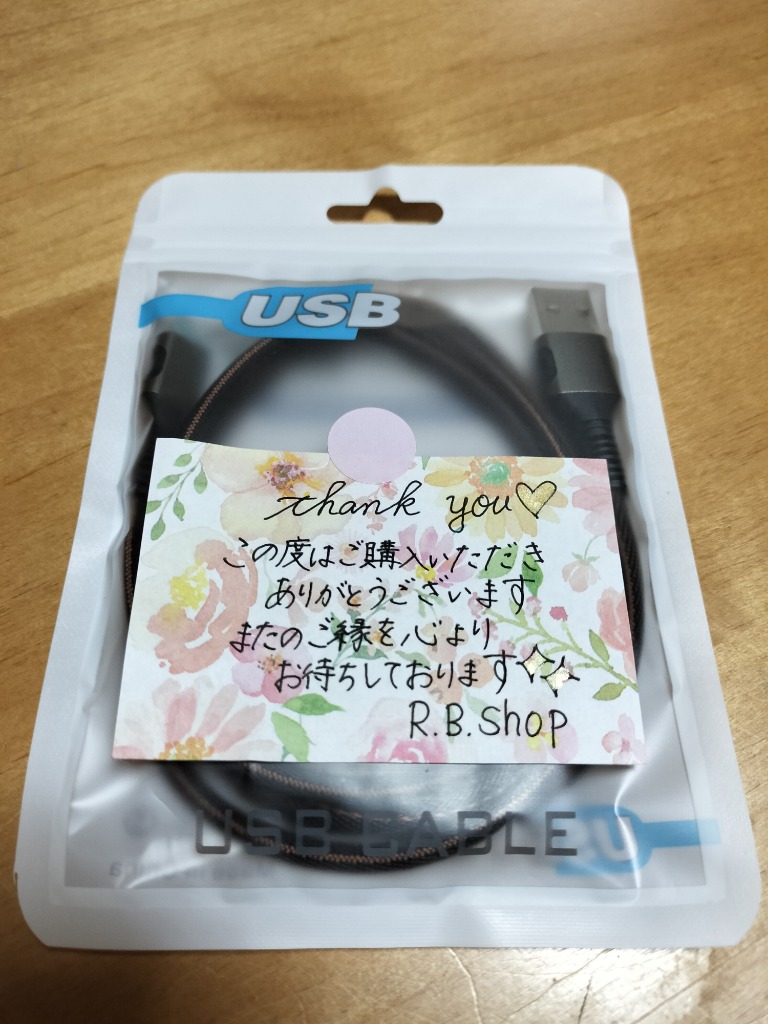 USB
thank you♡
この度はご購入いただき
ありがとうございます
またのご縁を心より
お待ちしております
R.B.Shop
USB CABLE